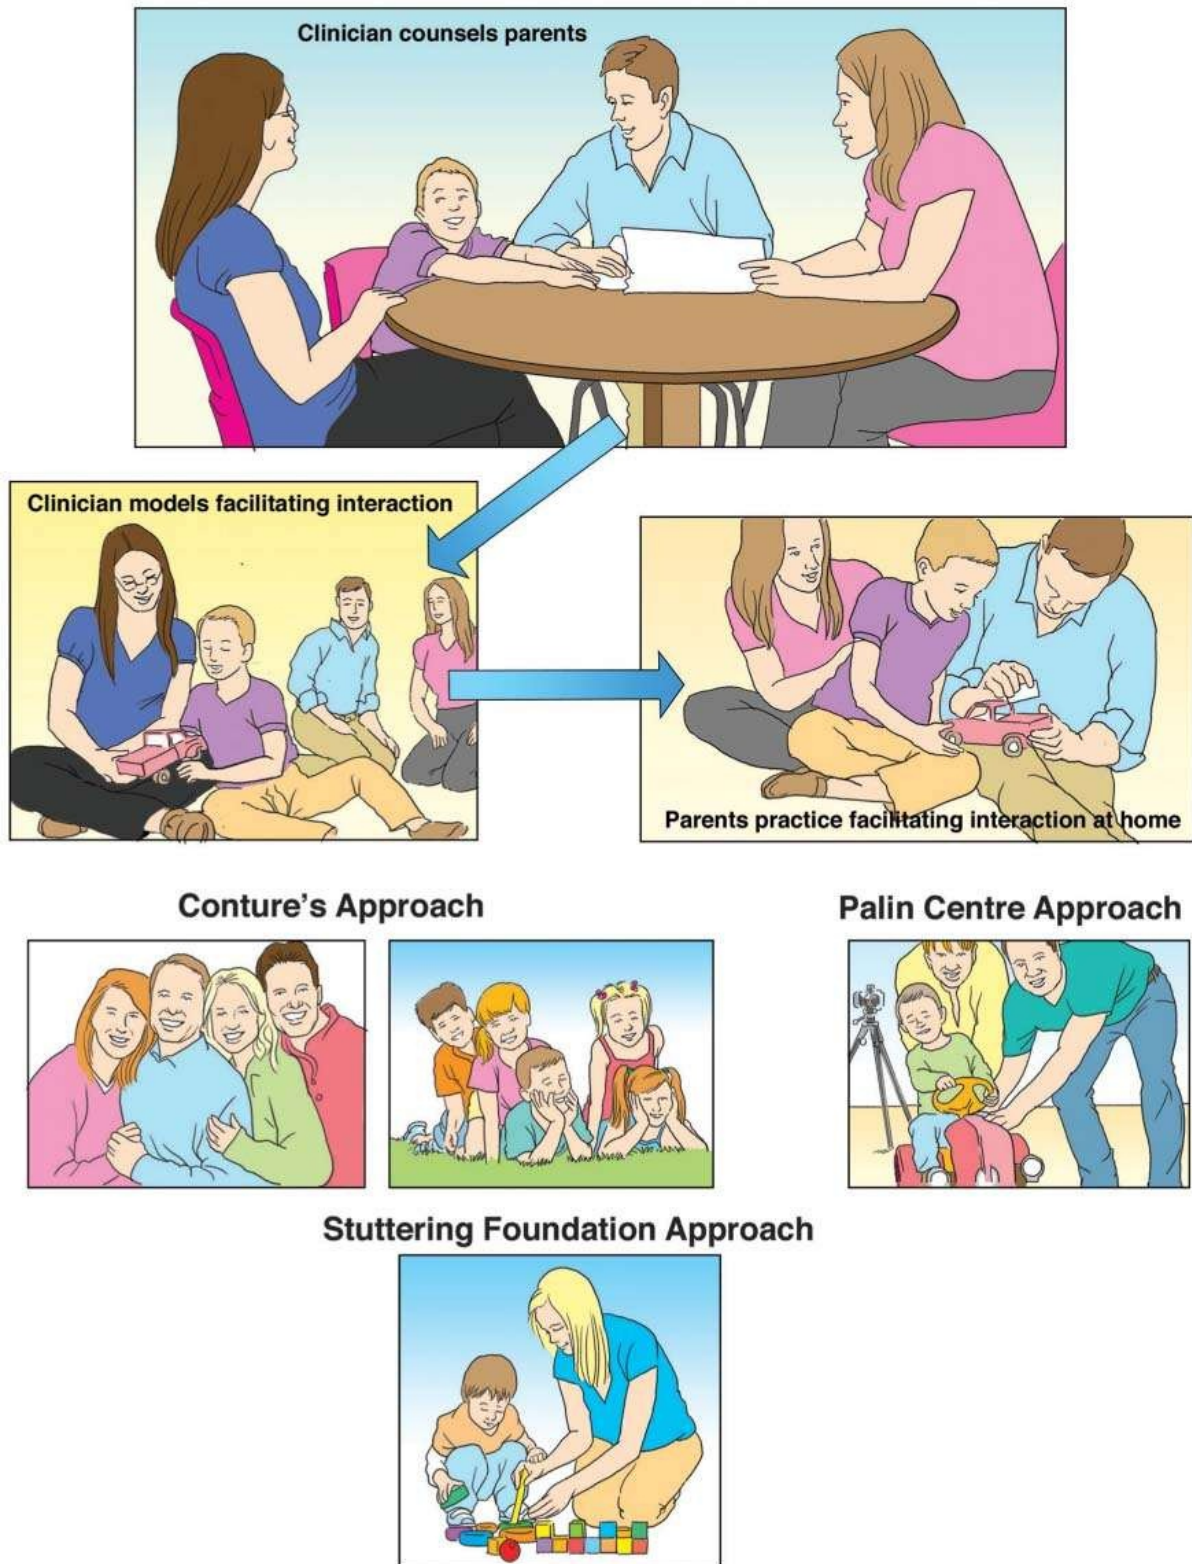 Clinician counsels parents
Clinician models facilitating interaction
Parents practice facilitating interaction at home
Conture's Approach
Palin Centre Approach
Stuttering Foundation Approach